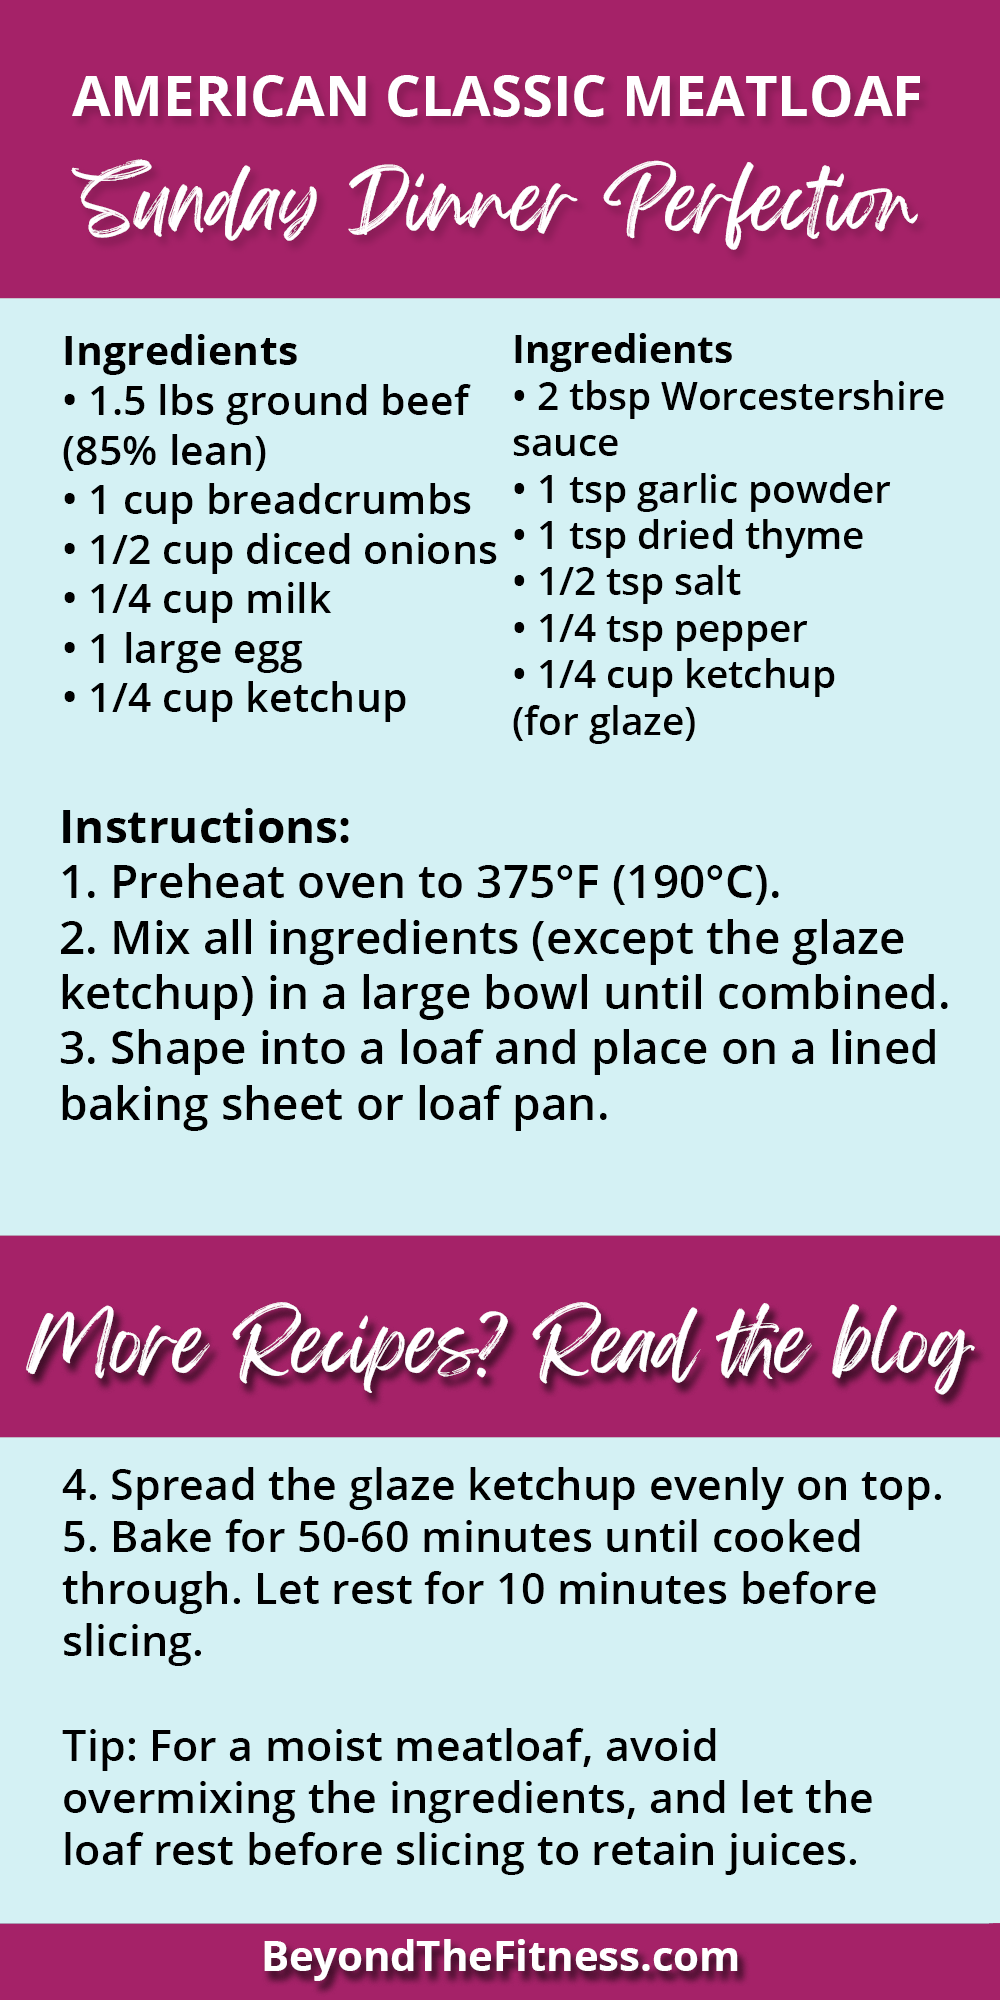 AMERICAN CLASSIC MEATLOAF
Sunday Dinner Perfection
Ingredients
• 1.5 lbs ground beef
(85% lean)
• 1 cup breadcrumbs
• 1/2 cup diced onions
• 1/4 cup milk
• 1 large egg
• 1/4 cup ketchup
Ingredients
• 2 tbsp Worcestershire
sauce
• 1 tsp garlic powder
• 1 tsp dried thyme
• 1/2 tsp salt
• 1/4 tsp pepper
• 1/4 cup ketchup
(for glaze)
Instructions:
1. Preheat oven to 375°F (190°C).
2. Mix all ingredients (except the glaze
ketchup) in a large bowl until combined.
3. Shape into a loaf and place on a lined
baking sheet or loaf pan.
More Recipes? Read the blog
4. Spread the glaze ketchup evenly on top.
5. Bake for 50-60 minutes until cooked
through. Let rest for 10 minutes before
slicing.
Tip: For a moist meatloaf, avoid
overmixing the ingredients, and let the
loaf rest before slicing to retain juices.
BeyondTheFitness.com